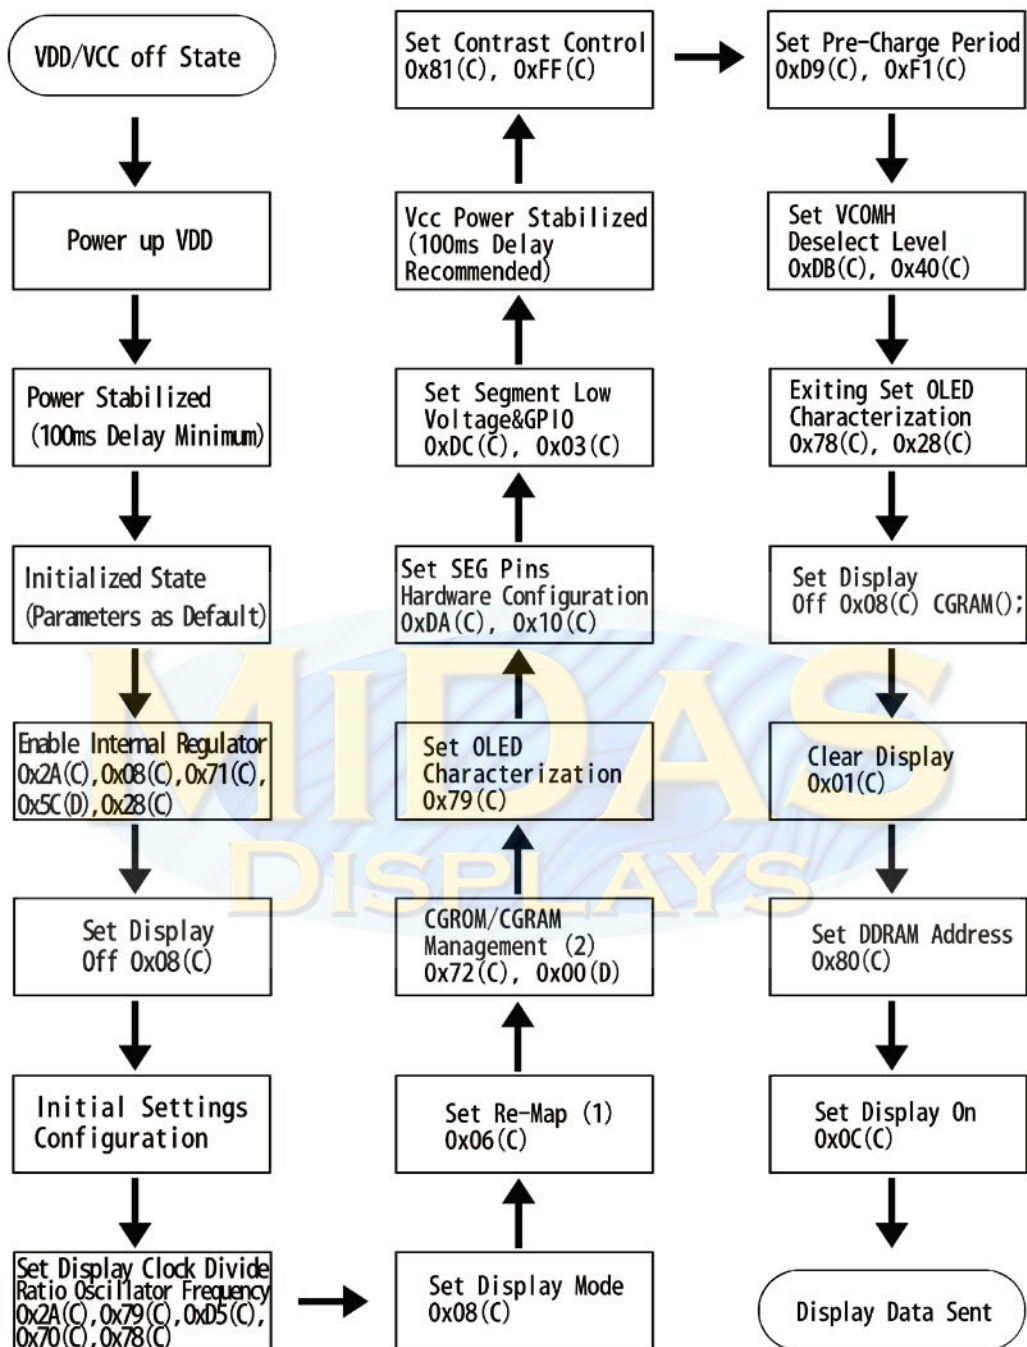 VDD/VCC off State
Power up VDD
Power Stabilized
(100ms Delay Minimum)
Initialized State
(Parameters as Default)
Enable Internal Regulator
0x2A(C),0x08(C),0x71(C),
0x5C(D),0x28(C)
Set Display
Off 0x08(C)
Initial Settings
Configuration
Set Display Clock Divide
Ratio Oscillator Frequency
0x2A(C),0x79(C),0xD5(C),
0x70(C),0x78(C)
Set Display Mode
0x08(C)
Set Re-Map (1)
0x06(C)
CGROM/CGRAM
Management (2)
0x72(C), 0x00(D)
Set OLED
Characterization
0x79(C)
Set SEG Pins
Hardware Configuration
0xDA(C), 0x10(C)
Set Segment Low
Voltage&GPIO
0xDC(C), 0x03(C)
Vcc Power Stabilized
(100ms Delay
Recommended)
Set Contrast Control
0x81(C), 0xFF(C)
Set Pre-Charge Period
0xD9(C), 0xF1(C)
Set VCOMH
Deselect Level
0xDB(C), 0x40(C)
Exiting Set OLED
Characterization
0x78(C), 0x28(C)
Set Display
Off 0x08(C) CGRAM();
Clear Display
0x01(C)
Set DDRAM Address
0x80(C)
Set Display On
0x0C(C)
Display Data Sent
MIDAS
DISPLAYS